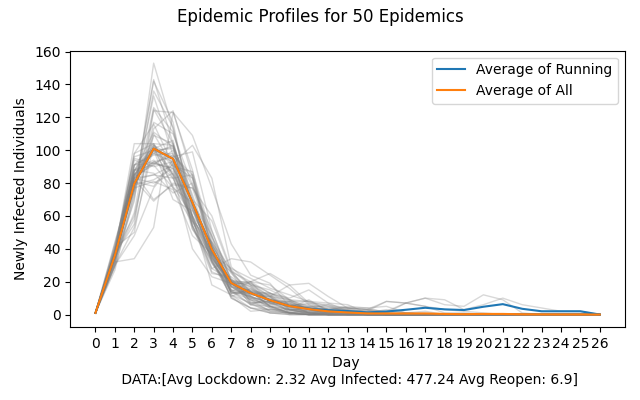 Epidemic Profiles for 50 Epidemics
160
140
120
100
80
60
40
20
0
Newly Infected Individuals
Average of Running
Average of All
0 1 2 3 4 5 6 7 8 9 10 11 12 13 14 15 16 17 18 19 20 21 22 23 24 25 26
Day
DATA:[Avg Lockdown: 2.32 Avg Infected: 477.24 Avg Reopen: 6.9]